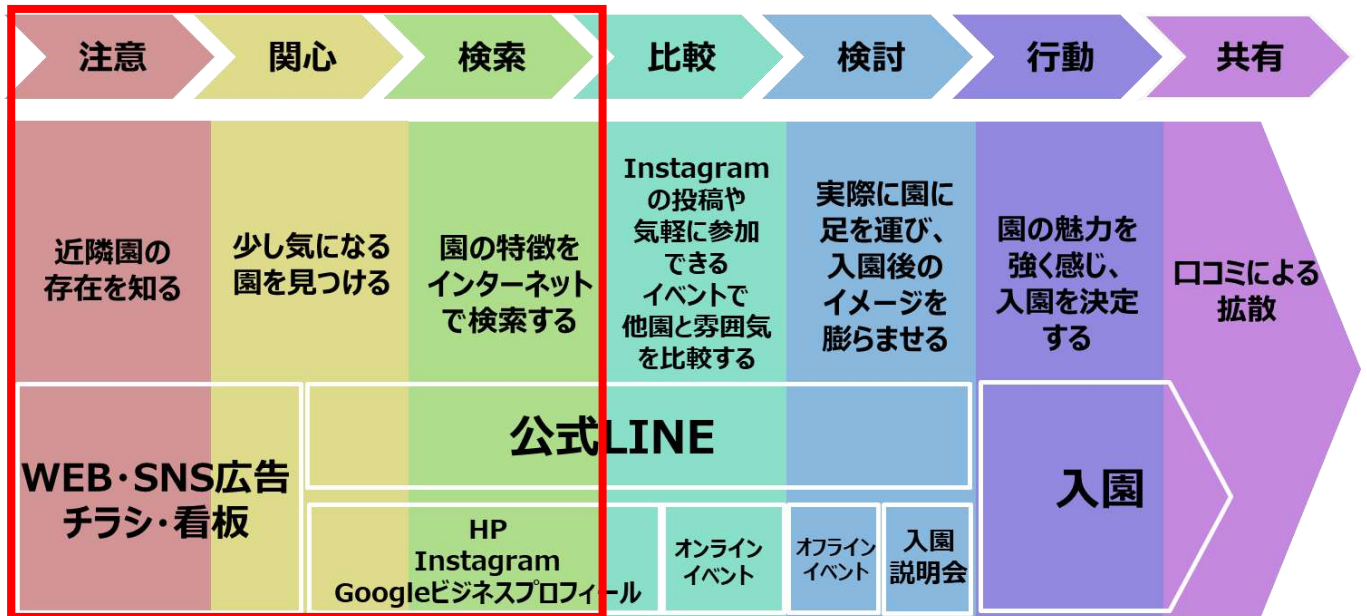 注意
関心
検索
比較
検討
行動
共有
近隣園の
存在を知る
少し気になる
園を見つける
園の特徴を
インターネット
で検索する
Instagram
の投稿や
気軽に参加
できる
イベントで
他園と雰囲気
を比較する
実際に園に
足を運び、
入園後の
イメージを
膨らませる
園の魅力を
強く感じ、
入園を決定
する
口コミによる
拡散
WEB・SNS広告
チラシ・看板
公式LINE
HP
Instagram
Googleビジネスプロフィール
オンライン
イベント
オフライン
イベント
入園
説明会
入園